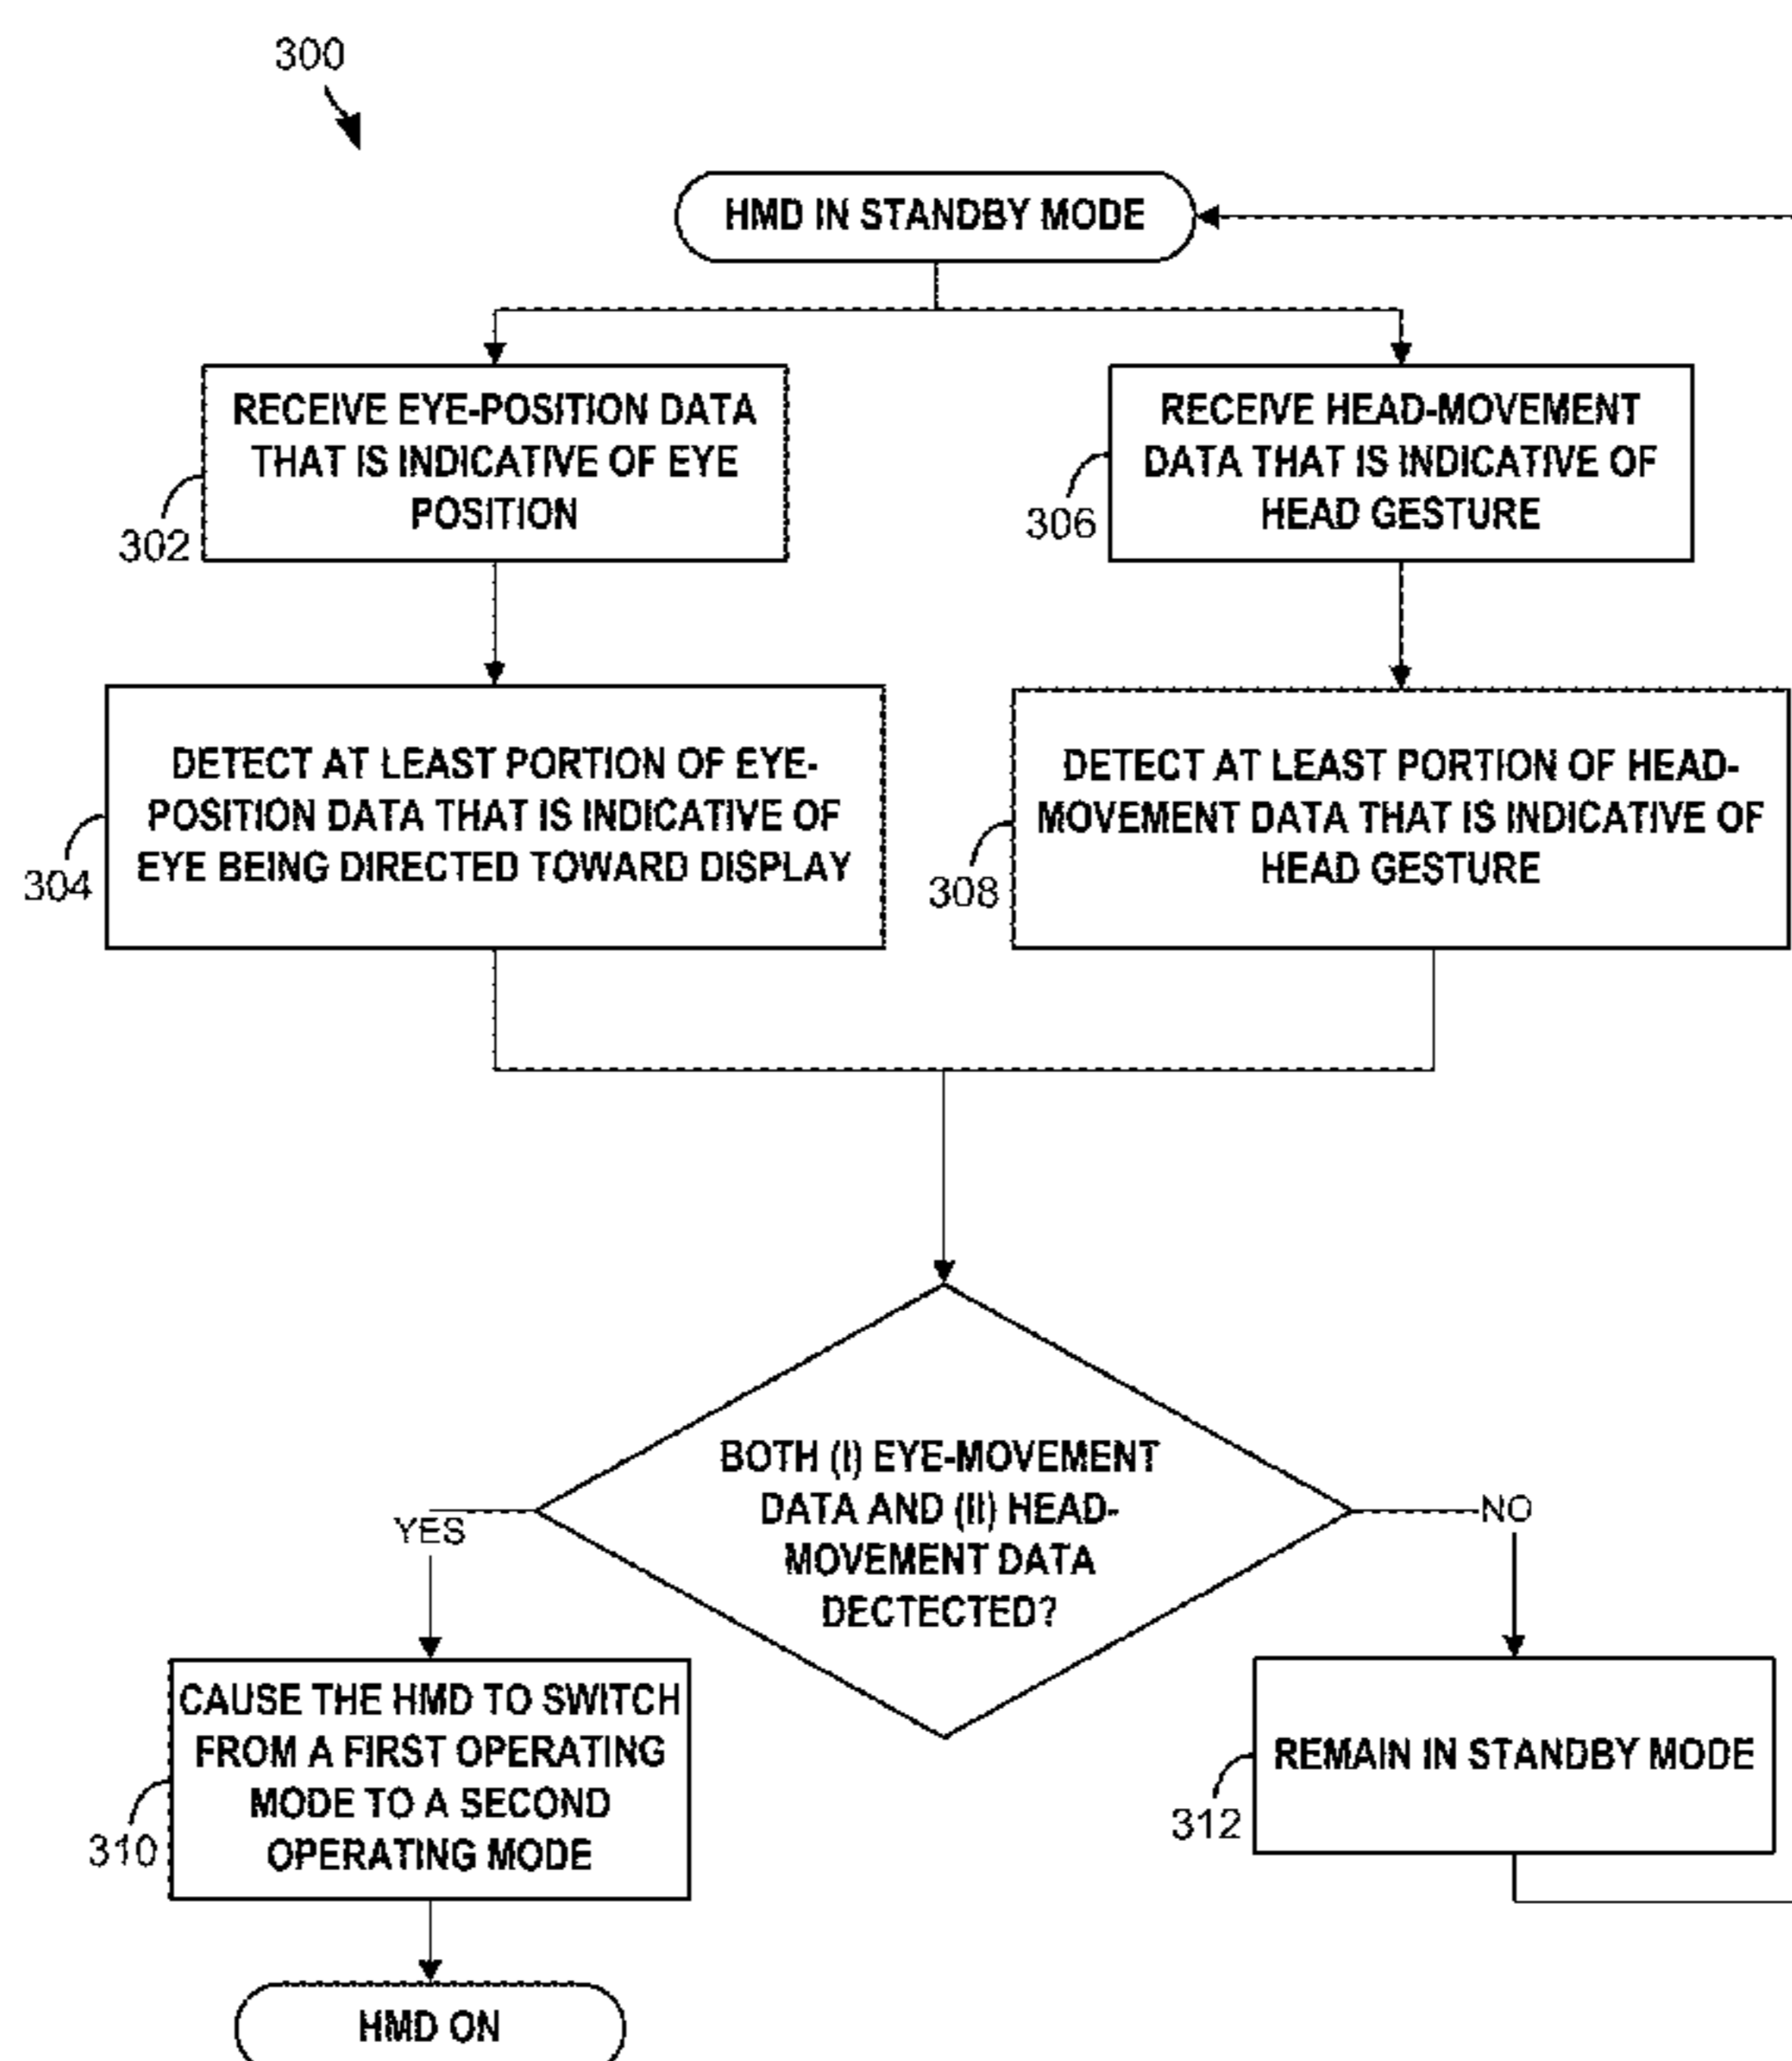 300
HMD IN STANDBY MODE
RECEIVE EYE-POSITION DATA
THAT IS INDICATIVE OF EYE
POSITION
302
RECEIVE HEAD-MOVEMENT
DATA THAT IS INDICATIVE OF
HEAD GESTURE
306
DETECT AT LEAST PORTION OF EYE-
POSITION DATA THAT IS INDICATIVE OF
EYE BEING DIRECTED TOWARD DISPLAY
304
DETECT AT LEAST PORTION OF HEAD-
MOVEMENT DATA THAT IS INDICATIVE OF
HEAD GESTURE
308
BOTH (I) EYE-MOVEMENT
DATA AND (II) HEAD-
MOVEMENT DATA
DECTECTED?
YES
NO
CAUSE THE HMD TO SWITCH
FROM A FIRST OPERATING
MODE TO A SECOND
OPERATING MODE
310
REMAIN IN STANDBY MODE
312
HMD ON